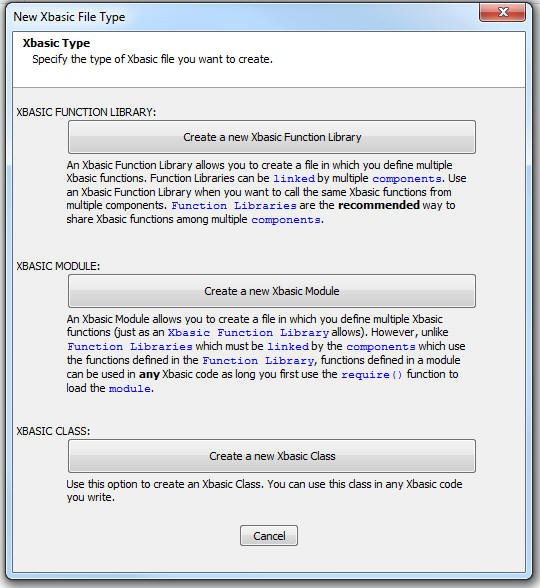 New Xbasic File Type
Xbasic Type
Specify the type of Xbasic file you want to create.
XBASIC FUNCTION LIBRARY:
Create a new Xbasic Function Library
An Xbasic Function Library allows you to create a file in which you define multiple
Xbasic functions. Function Libraries can be linked by multiple components. Use
an Xbasic Function Library when you want to call the same Xbasic functions from
multiple components. Function Libraries are the recommended way to
share Xbasic functions among multiple components.
XBASIC MODULE:
Create a new Xbasic Module
An Xbasic Module allows you to create a file in which you define multiple Xbasic
functions (just as an Xbasic Function Library allows). However, unlike
Function Libraries which must be linked by the components which use
the functions defined in the Function Library, functions defined in a module
can be used in any Xbasic code as long you first use the require() function to
load the module.
XBASIC CLASS:
Create a new Xbasic Class
Use this option to create an Xbasic Class. You can use this class in any Xbasic code
you write.
Cancel